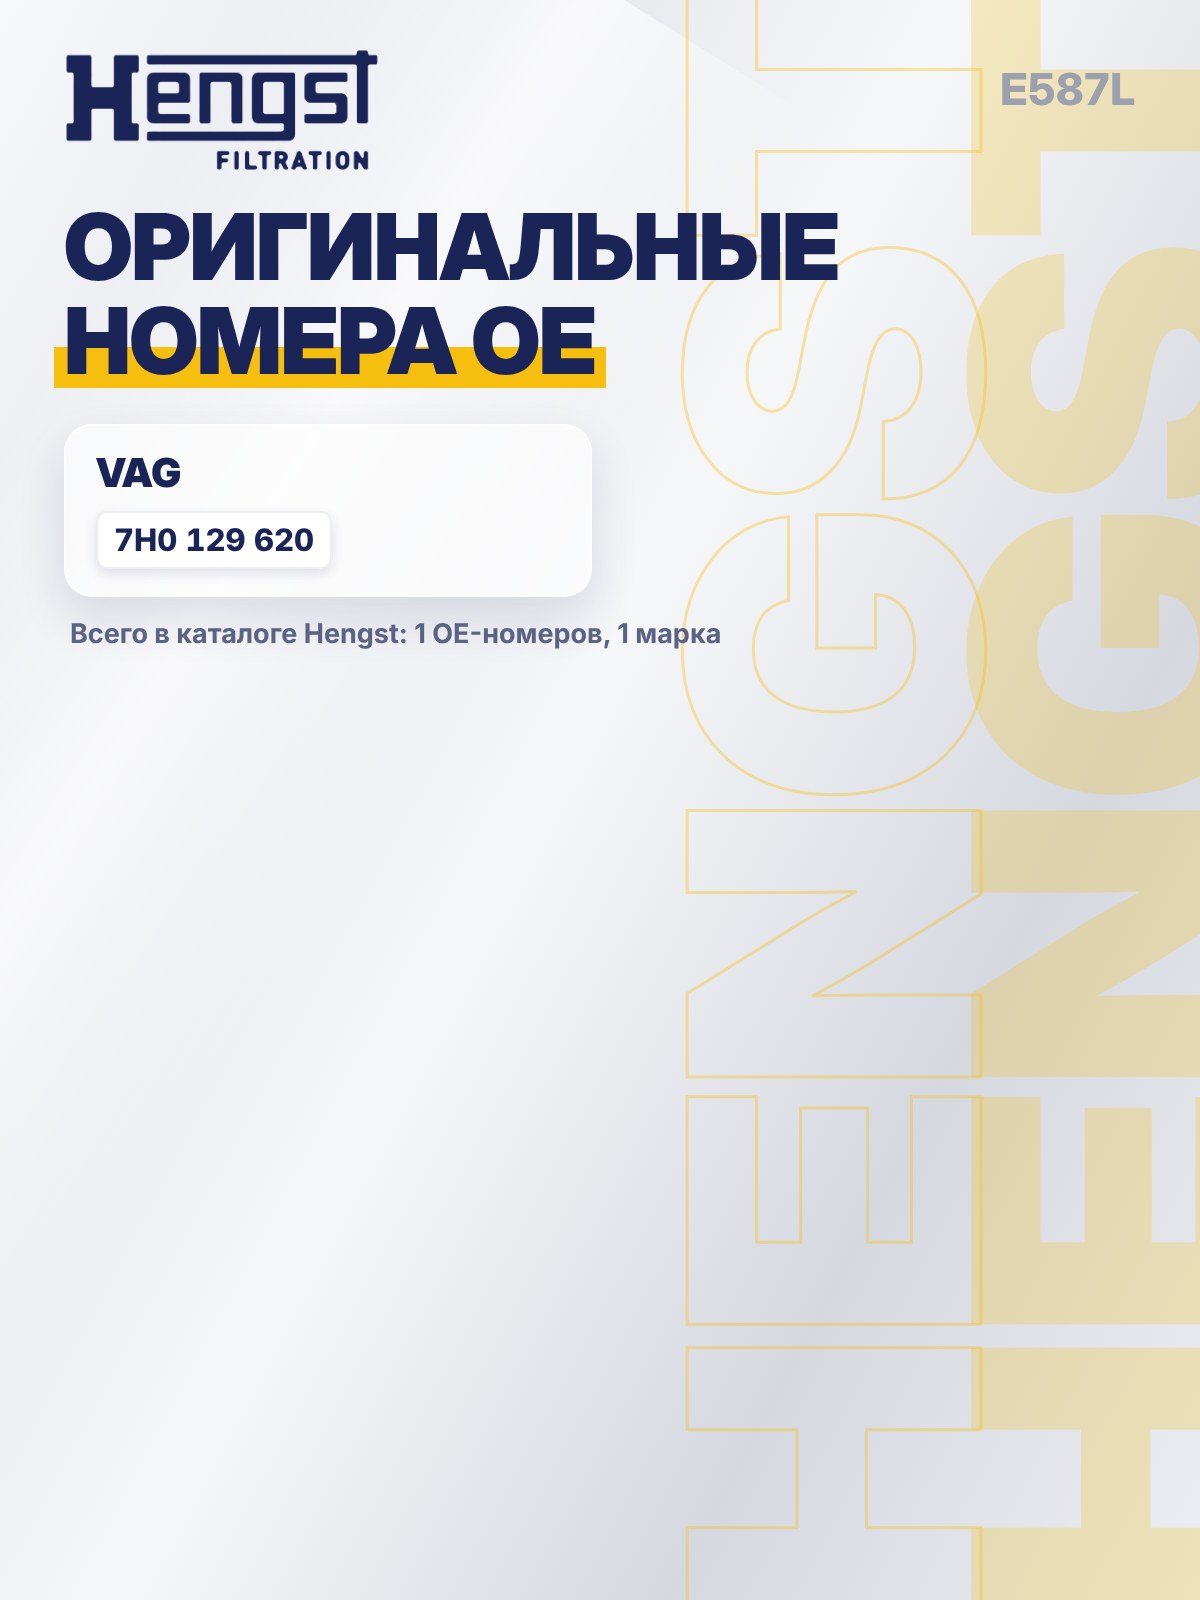 Hengst
FILTRATION
E587L
ОРИГИНАЛЬНЫЕ
НОМЕРА OE
VAG
7H0 129 620
Всего в каталоге Hengst: 1 OE-номеров, 1 марка
HENGST
HENGST